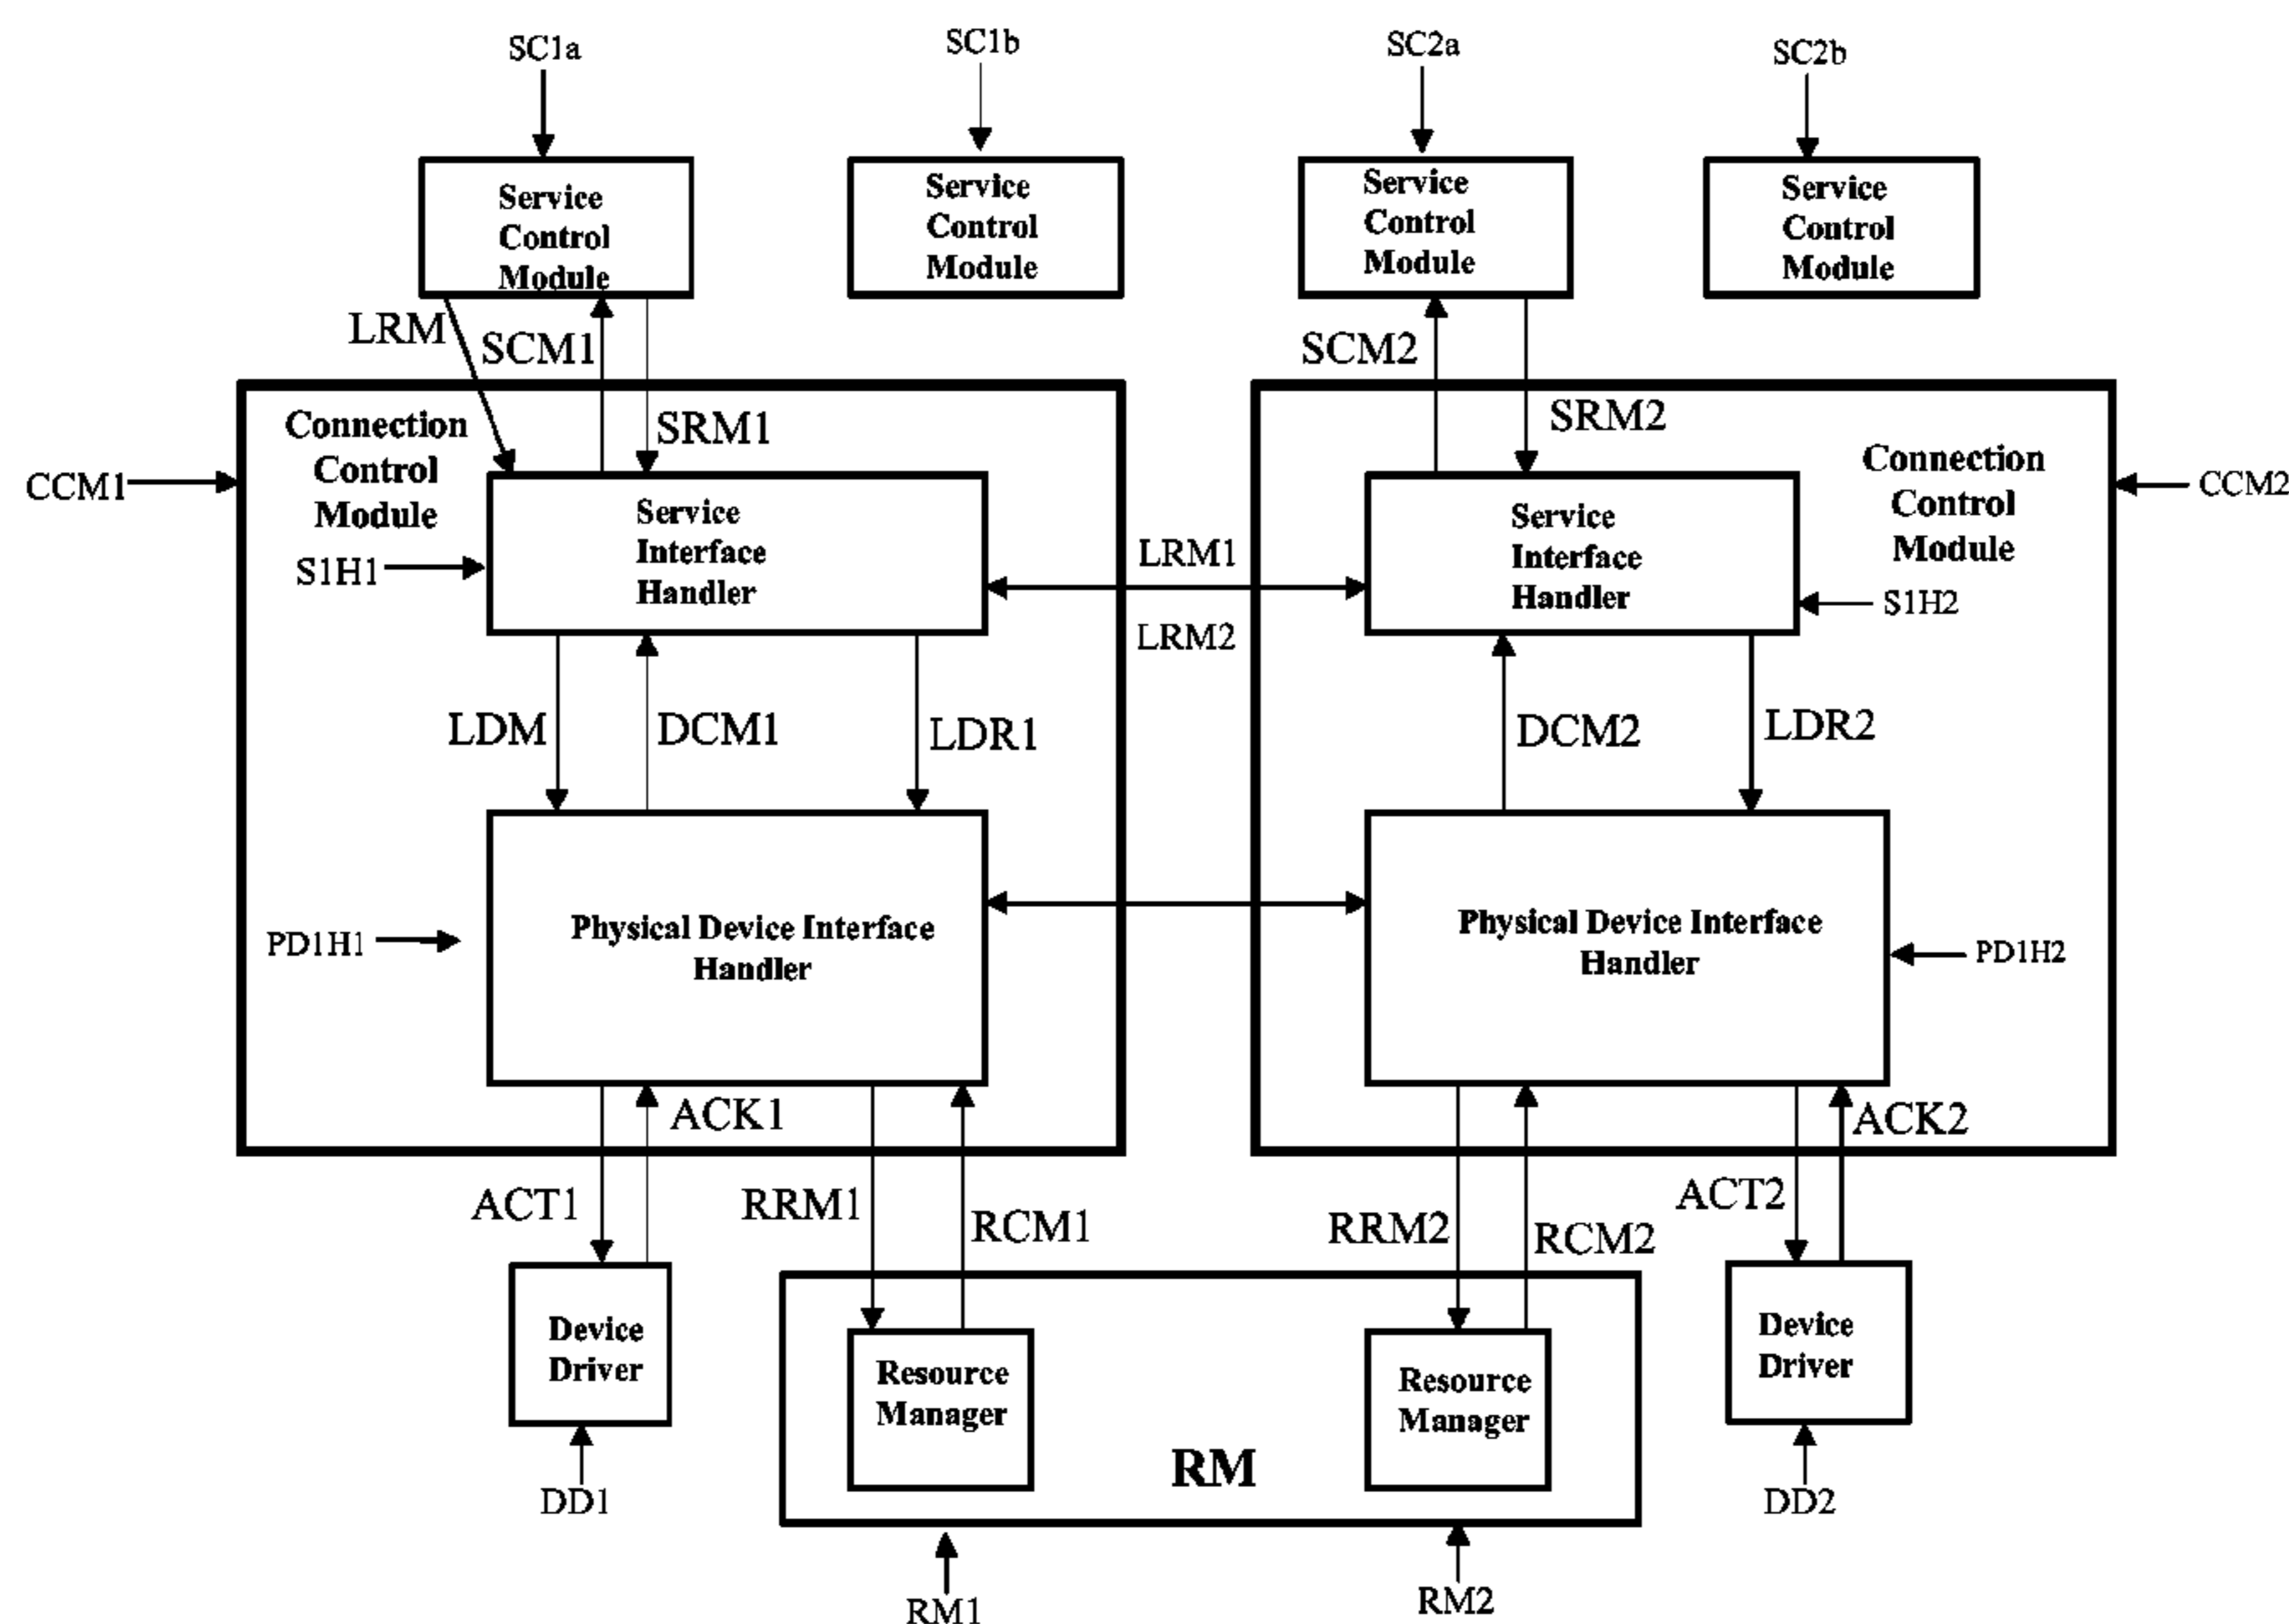 SC1a
SC1b
SC2a
SC2b
Service
Control
Module
Service
Control
Module
Service
Control
Module
Service
Control
Module
LRM
SCM1
SRM1
SCM2
SRM2
Connection
Control
Module
Connection
Control
Module
CCM1
CCM2
S1H1
Service
Interface
Handler
LRM1
LRM2
Service
Interface
Handler
S1H2
LDM
DCM1
LDR1
DCM2
LDR2
PD1H1
Physical Device Interface
Handler
Physical Device Interface
Handler
PD1H2
ACK1
ACK2
ACT1
RRM1
RCM1
RRM2
RCM2
ACT2
Device
Driver
Resource
Manager
RM
Resource
Manager
Device
Driver
DD1
DD2
RM1
RM2